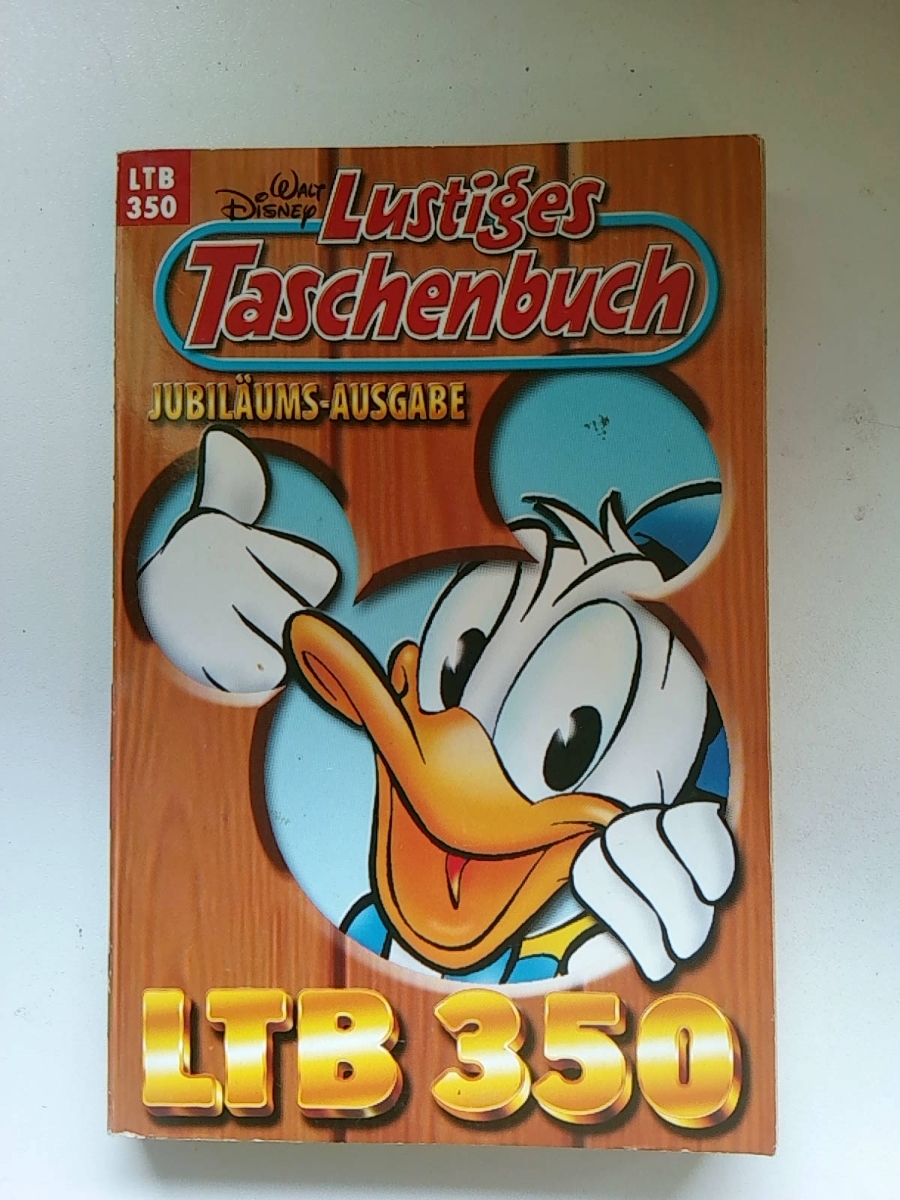 LTB
350
WALT
DISNEY
Lustiges
Taschenbuch
JUBILÄUMS-AUSGABE
LTB 350